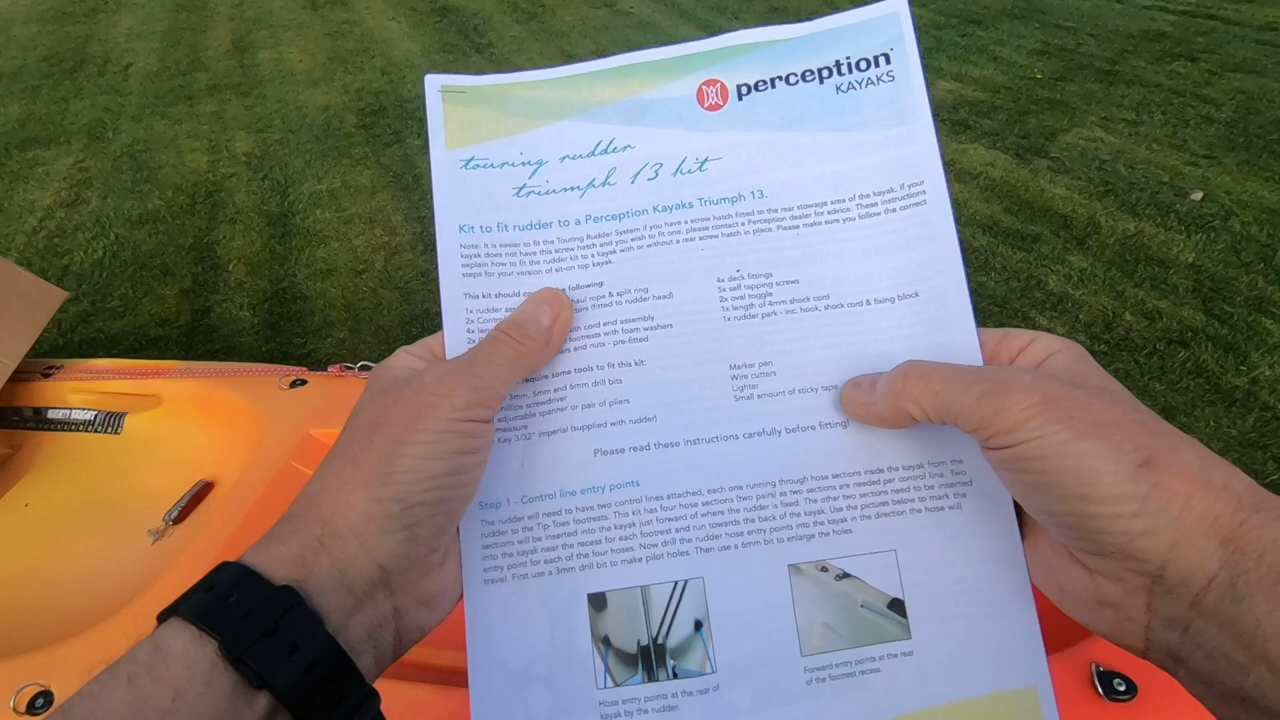 perception
KAYAKS
touring rudder
triumph 13 kit
Kit to fit rudder to a Perception Kayaks Triumph 13.
Note: It is easier to fit the Touring Rudder System if you have a screw hatch fitted to the rear stowage area of the kayak. If your
kayak does not have this screw hatch and you wish to fit one, please contact a Perception dealer for advice. These instructions
explain how to fit the rudder kit to a kayak with or without a rear screw hatch in place. Please make sure you follow the correct
steps for your version of sit-on top kayak.
This kit should following:
1x rudder haul rope & split ring
2x (fitted to rudder head)
4x with cord end assembly
2x footrests with foam washers
and nuts - pre-fitted
4x deck fittings
5x self tapping screws
2x oval toggle
1x length of 4mm shock cord
1x rudder park - inc. hook, shock cord & fixing block
require some tools to fit this kit:
3mm, 5mm and 6mm drill bits
screwdriver
adjustable spanner or pair of pliers
measure
Key 3/32" imperial (supplied with rudder)
Marker pen
Wire cutters
Lighter
Small amount of sticky tape
Please read these instructions carefully before fitting!
Step 1 - Control line entry points
The rudder will need to have two control lines attached, each one running through hose sections inside the kayak from the
rudder to the Tip-Toes footrests. This kit has four hose sections (two pain) as two sections are needed per control line. Two
sections will be inserted into the kayak just forward of where the rudder is fixed. The other two sections need to be inserted
into the kayak near the recess for each footrest and run towards the back of the kayak. Use the pictures below to mark the
entry point for each of the four hoses. Now drill the rudder hose entry points into the kayak in the direction the hose will
travel. First use a 3mm drill bit to make pilot holes. Then use a 6mm bit to enlarge the holes.
Hose entry points at the rear of
kayak by the rudder.
Forward entry points at the rear
of the footrest recess.